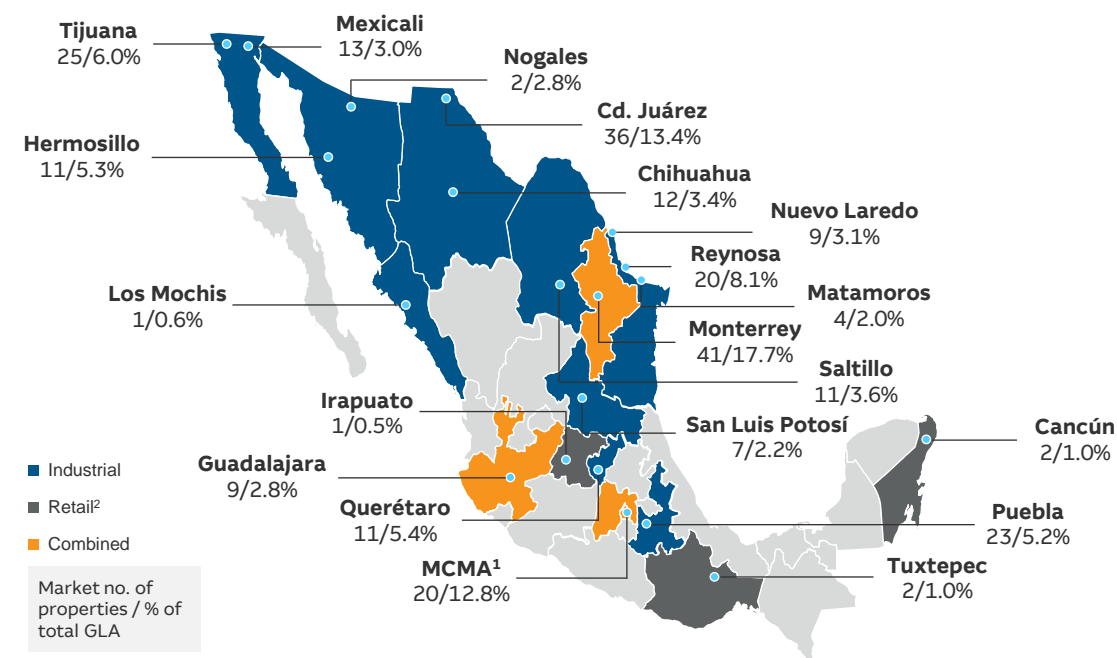 Tijuana
25/6.0%
Mexicali
13/3.0%
Nogales
2/2.8%
Cd. Juárez
36/13.4%
Hermosillo
11/5.3%
Chihuahua
12/3.4%
Nuevo Laredo
9/3.1%
Reynosa
20/8.1%
Los Mochis
1/0.6%
Matamoros
4/2.0%
Monterrey
41/17.7%
Saltillo
11/3.6%
Irapuato
1/0.5%
San Luis Potosí
7/2.2%
Cancún
2/1.0%
Guadalajara
9/2.8%
Querétaro
11/5.4%
Puebla
23/5.2%
MCMA¹
20/12.8%
Tuxtepec
2/1.0%
Industrial
Retail²
Combined
Market no. of
properties / % of
total GLA